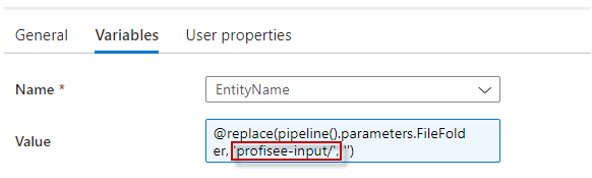 General Variables User properties
Name * EntityName
Value @replace(pipeline().parameters.FileFold
er, 'profisee-input/', '')